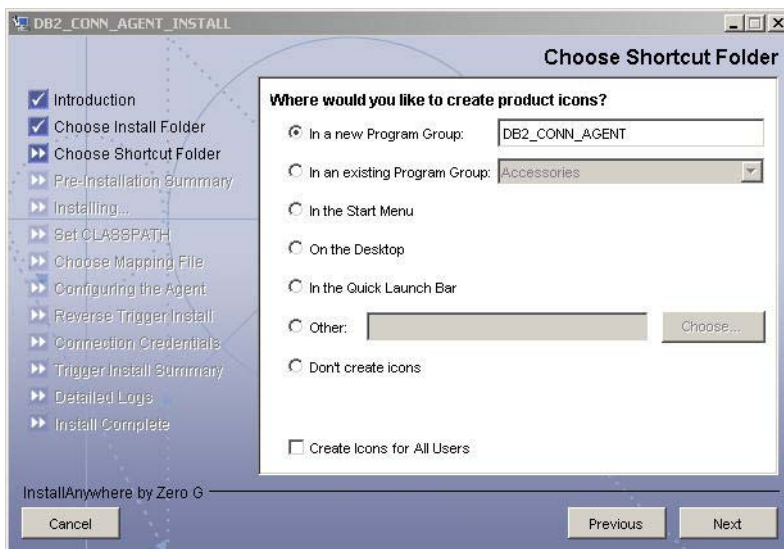 DB2_CONN_AGENT_INSTALL
Choose Shortcut Folder
Introduction
Choose Install Folder
Choose Shortcut Folder
Pre-Installation Summary
Installing...
Set CLASSPATH
Choose Mapping File
Configuring the Agent
Reverse Trigger Install
Connection Credentials
Trigger Install Summary
Detailed Logs
Install Complete
Where would you like to create product icons?
In a new Program Group: DB2_CONN_AGENT
In an existing Program Group: Accessories
In the Start Menu
On the Desktop
In the Quick Launch Bar
Other: Choose...
Don't create icons
Create Icons for All Users
InstallAnywhere by Zero G
Cancel Previous Next